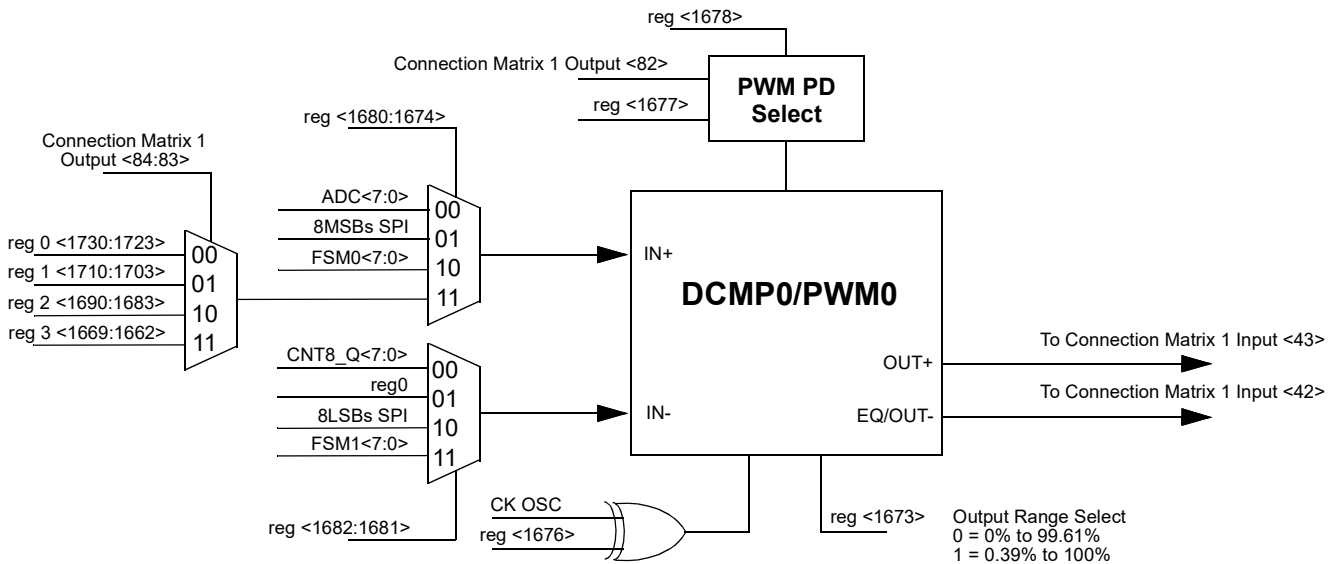 reg <1678>
Connection Matrix 1 Output <82>
reg <1677>
PWM PD
Select
reg <1680:1674>
Connection Matrix 1
Output <84:83>
ADC<7:0>
8MSBs SPI
FSM0<7:0>
00
01
10
11
reg 0 <1730:1723>
reg 1 <1710:1703>
reg 2 <1690:1683>
reg 3 <1669:1662>
00
01
10
11
CNT8_Q<7:0>
reg0
8LSBs SPI
FSM1<7:0>
00
01
10
11
reg <1682:1681>
IN+
DCMP0/PWM0
IN-
OUT+
EQ/OUT-
To Connection Matrix 1 Input <43>
To Connection Matrix 1 Input <42>
CK OSC
reg <1676>
reg <1673>
Output Range Select
0 = 0% to 99.61%
1 = 0.39% to 100%